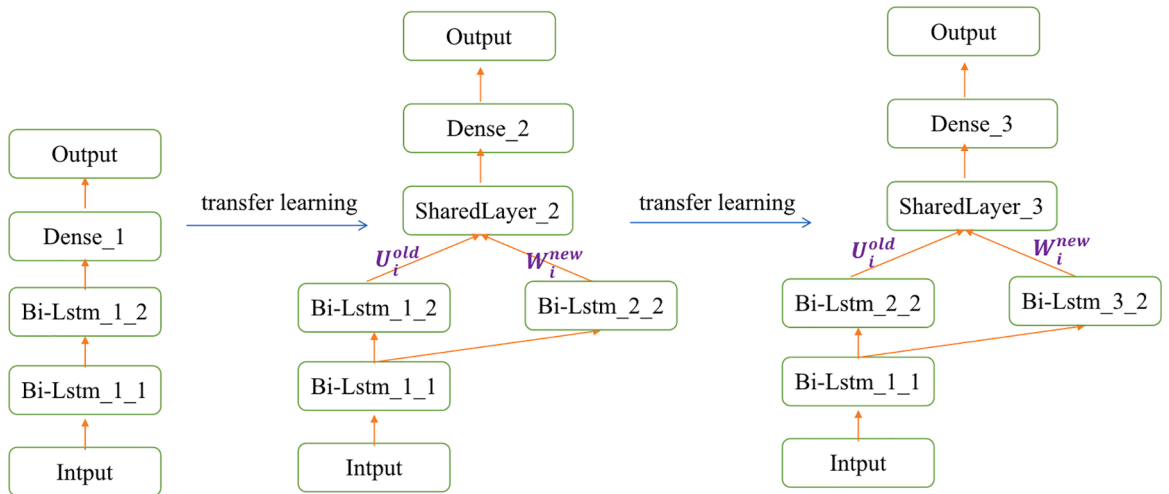 Output
Dense_1
Bi-Lstm_1_2
Bi-Lstm_1_1
Intput
transfer learning
Output
Dense_2
SharedLayer_2
U_i^old
W_i^new
Bi-Lstm_1_2
Bi-Lstm_2_2
Bi-Lstm_1_1
Intput
transfer learning
Output
Dense_3
SharedLayer_3
U_i^old
W_i^new
Bi-Lstm_2_2
Bi-Lstm_3_2
Bi-Lstm_1_1
Intput